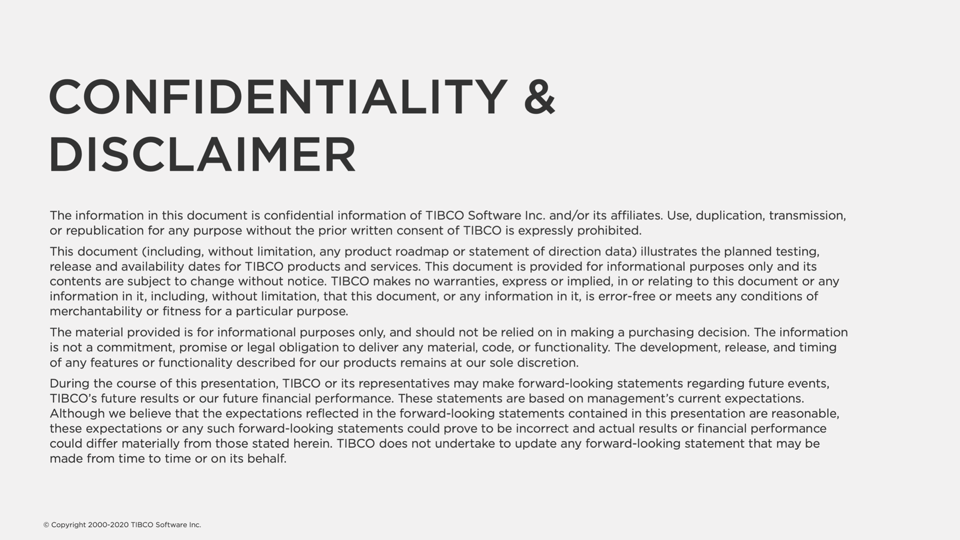 CONFIDENTIALITY &
DISCLAIMER
The information in this document is confidential information of TIBCO Software Inc. and/or its affiliates. Use, duplication, transmission,
or republication for any purpose without the prior written consent of TIBCO is expressly prohibited.
This document (including, without limitation, any product roadmap or statement of direction data) illustrates the planned testing,
release and availability dates for TIBCO products and services. This document is provided for informational purposes only and its
contents are subject to change without notice. TIBCO makes no warranties, express or implied, in or relating to this document or any
information in it, including, without limitation, that this document, or any information in it, is error-free or meets any conditions of
merchantability or fitness for a particular purpose.
The material provided is for informational purposes only, and should not be relied on in making a purchasing decision. The information
is not a commitment, promise or legal obligation to deliver any material, code, or functionality. The development, release, and timing
of any features or functionality described for our products remains at our sole discretion.
During the course of this presentation, TIBCO or its representatives may make forward-looking statements regarding future events,
TIBCO's future results or our future financial performance. These statements are based on management's current expectations.
Although we believe that the expectations reflected in the forward-looking statements contained in this presentation are reasonable,
these expectations or any such forward-looking statements could prove to be incorrect and actual results or financial performance
could differ materially from those stated herein. TIBCO does not undertake to update any forward-looking statement that may be
made from time to time or on its behalf.
© Copyright 2000-2020 TIBCO Software Inc.